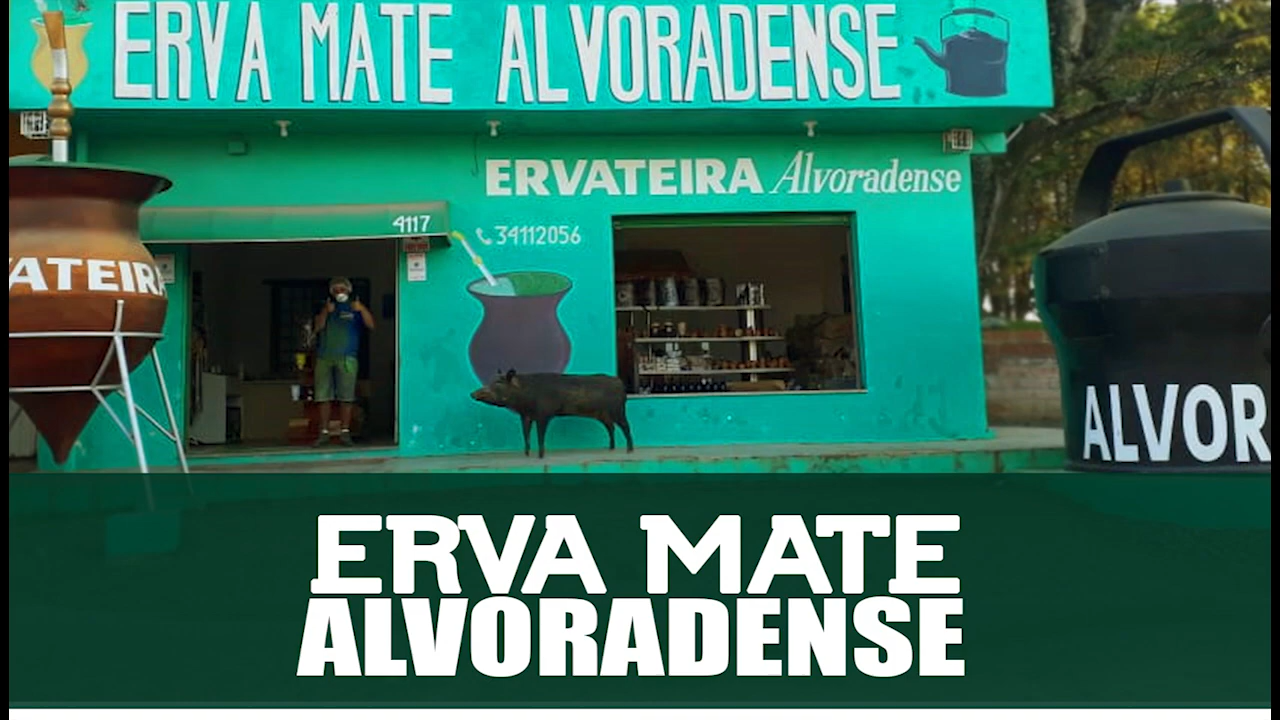 ERVA MATE ALVORADENSE
ERVATEIRA Alvoradense
4117
34112056
ATEIRA
ALVOR
ERVA MATE
ALVORADENSE